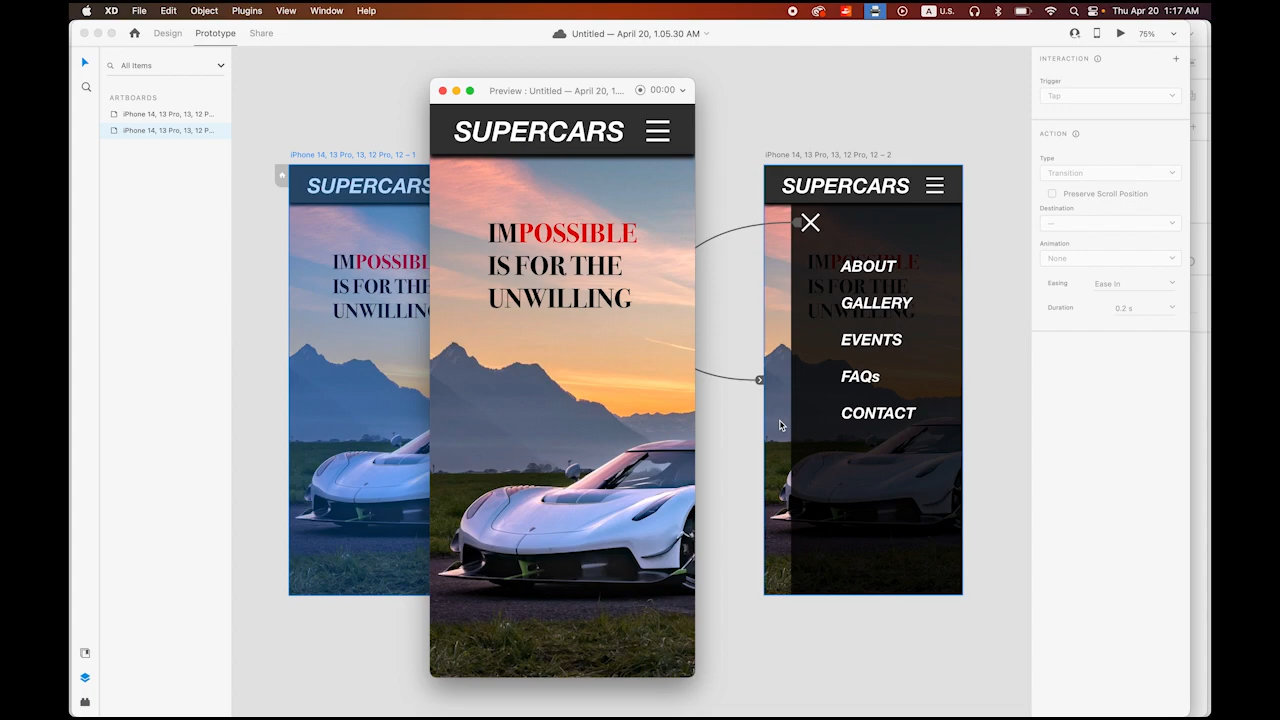 XD File Edit Object Plugins View Window Help
A U.S. Thu Apr 20 1:17 AM
Design Prototype Share
Untitled — April 20, 1.05.30 AM
75%
All Items
ARTBOARDS
iPhone 14, 13 Pro, 13, 12 P...
iPhone 14, 13 Pro, 13, 12 P...
iPhone 14, 13 Pro, 13, 12 Pro, 12 – 1
SUPERCARS
IMPOSSIBL
IS FOR THE
UNWILLING
Preview : Untitled — April 20, 1.... 00:00
SUPERCARS
IMPOSSIBLE
IS FOR THE
UNWILLING
iPhone 14, 13 Pro, 13, 12 Pro, 12 – 2
SUPERCARS
IMPOSSIBLE
IS FOR THE
UNWILLING
ABOUT
GALLERY
EVENTS
FAQs
CONTACT
INTERACTION
Trigger
Tap
ACTION
Type
Transition
Preserve Scroll Position
Destination
—
Animation
None
Easing Ease In
Duration 0.2 s